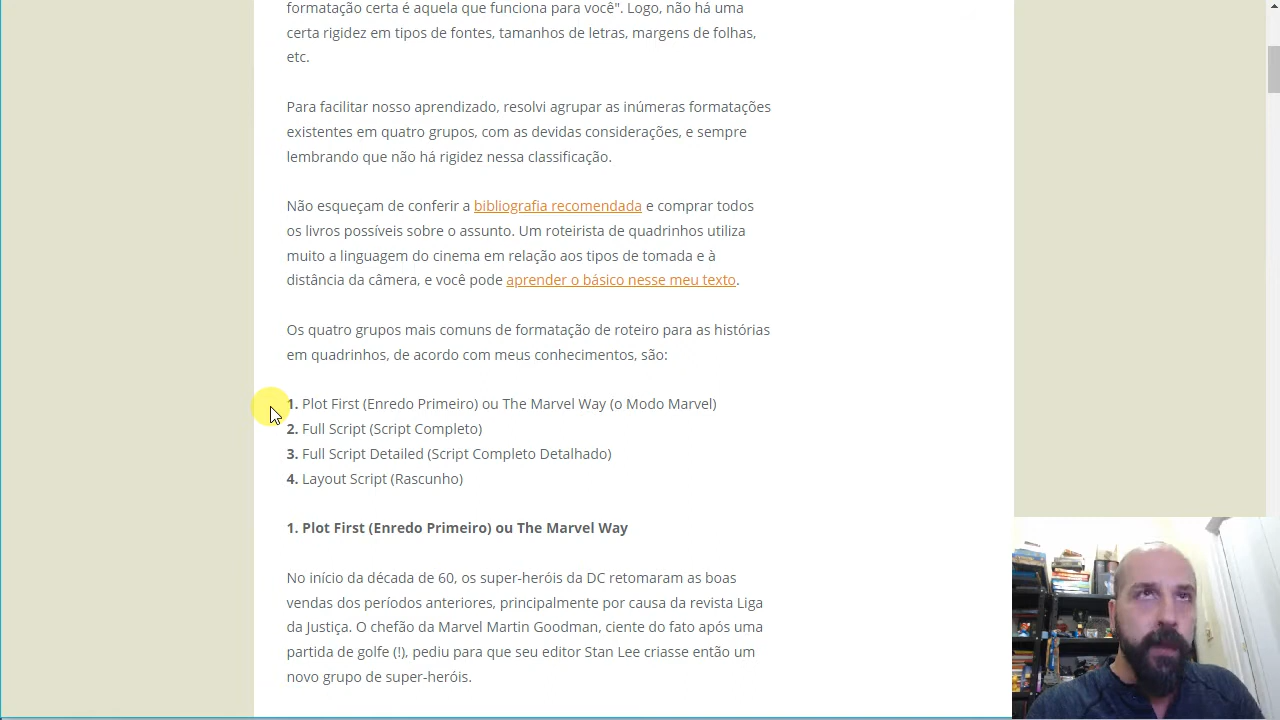 formatação certa é aquela que funciona para você". Logo, não há uma
certa rigidez em tipos de fontes, tamanhos de letras, margens de folhas,
etc.
Para facilitar nosso aprendizado, resolvi agrupar as inúmeras formatações
existentes em quatro grupos, com as devidas considerações, e sempre
lembrando que não há rigidez nessa classificação.
Não esqueçam de conferir a bibliografia recomendada e comprar todos
os livros possíveis sobre o assunto. Um roteirista de quadrinhos utiliza
muito a linguagem do cinema em relação aos tipos de tomada e à
distância da câmera, e você pode aprender o básico nesse meu texto.
Os quatro grupos mais comuns de formatação de roteiro para as histórias
em quadrinhos, de acordo com meus conhecimentos, são:
1. Plot First (Enredo Primeiro) ou The Marvel Way (o Modo Marvel)
2. Full Script (Script Completo)
3. Full Script Detailed (Script Completo Detalhado)
4. Layout Script (Rascunho)
1. Plot First (Enredo Primeiro) ou The Marvel Way
No início da década de 60, os super-heróis da DC retomaram as boas
vendas dos períodos anteriores, principalmente por causa da revista Liga
da Justiça. O chefão da Marvel Martin Goodman, ciente do fato após uma
partida de golfe (!), pediu para que seu editor Stan Lee criasse então um
novo grupo de super-heróis.